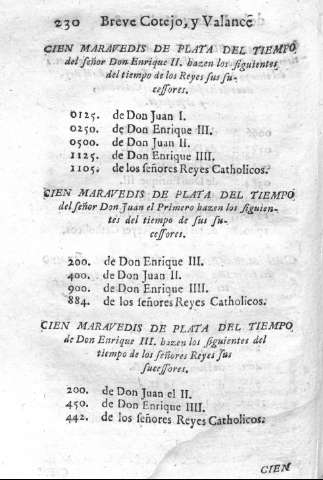 230 Breve Cotejo, y Valance
CIEN MARAVEDIS DE PLATA DEL TIEMPO
del ſeñor Don Enrique II. hazen los ſiguientes
del tiempo de los Reyes ſus ſu-
ceſſores.
0125. de Don Juan I.
0250. de Don Enrique III.
0500. de Don Juan II.
1125. de Don Enrique IIII.
1105. de los ſeñores Reyes Catholicos.
CIEN MARAVEDIS DE PLATA DEL TIEMPO
del ſeñor Don Juan el Primero hazen los ſiguien-
tes del tiempo de ſus ſu-
ceſſores.
200. de Don Enrique III.
400. de Don Juan II.
900. de Don Enrique IIII.
884. de los ſeñores Reyes Catholicos.
CIEN MARAVEDIS DE PLATA DEL TIEMPO
de Don Enrique III. hazen los ſiguientes del
tiempo de los ſeñores Reyes ſus
ſuceſſores.
200. de Don Juan el II.
450. de Don Enrique IIII.
442. de los ſeñores Reyes Catholicos.
CIEN